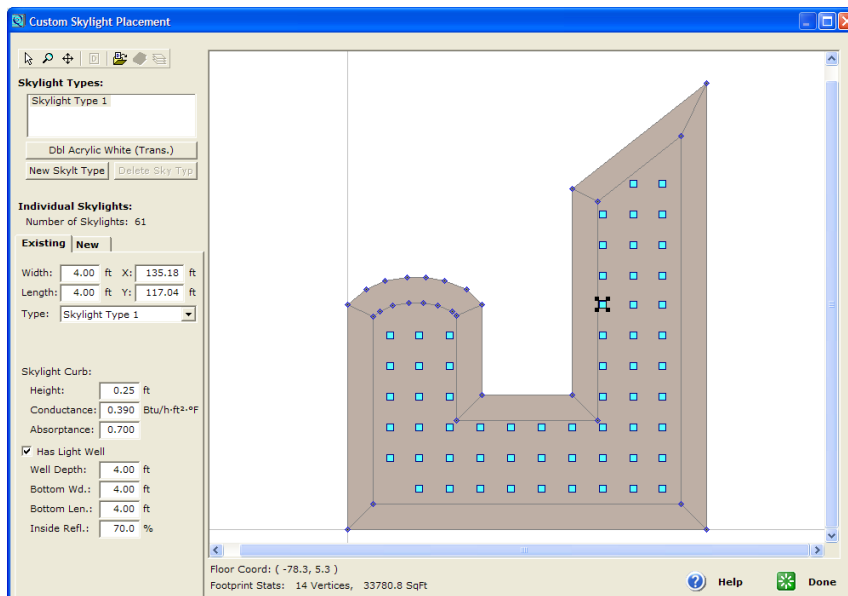 Custom Skylight Placement
D
Skylight Types:
Skylight Type 1
Dbl Acrylic White (Trans.)
New Skylt Type Delete Sky Typ
Individual Skylights:
Number of Skylights: 61
Existing New
Width: 4.00 ft X: 135.18 ft
Length: 4.00 ft Y: 117.04 ft
Type: Skylight Type 1
Skylight Curb:
Height: 0.25 ft
Conductance: 0.390 Btu/h·ft²·°F
Absorptance: 0.700
Has Light Well
Well Depth: 4.00 ft
Bottom Wd.: 4.00 ft
Bottom Len.: 4.00 ft
Inside Refl.: 70.0 %
Floor Coord: ( -78.3, 5.3 )
Footprint Stats: 14 Vertices, 33780.8 SqFt
Help Done